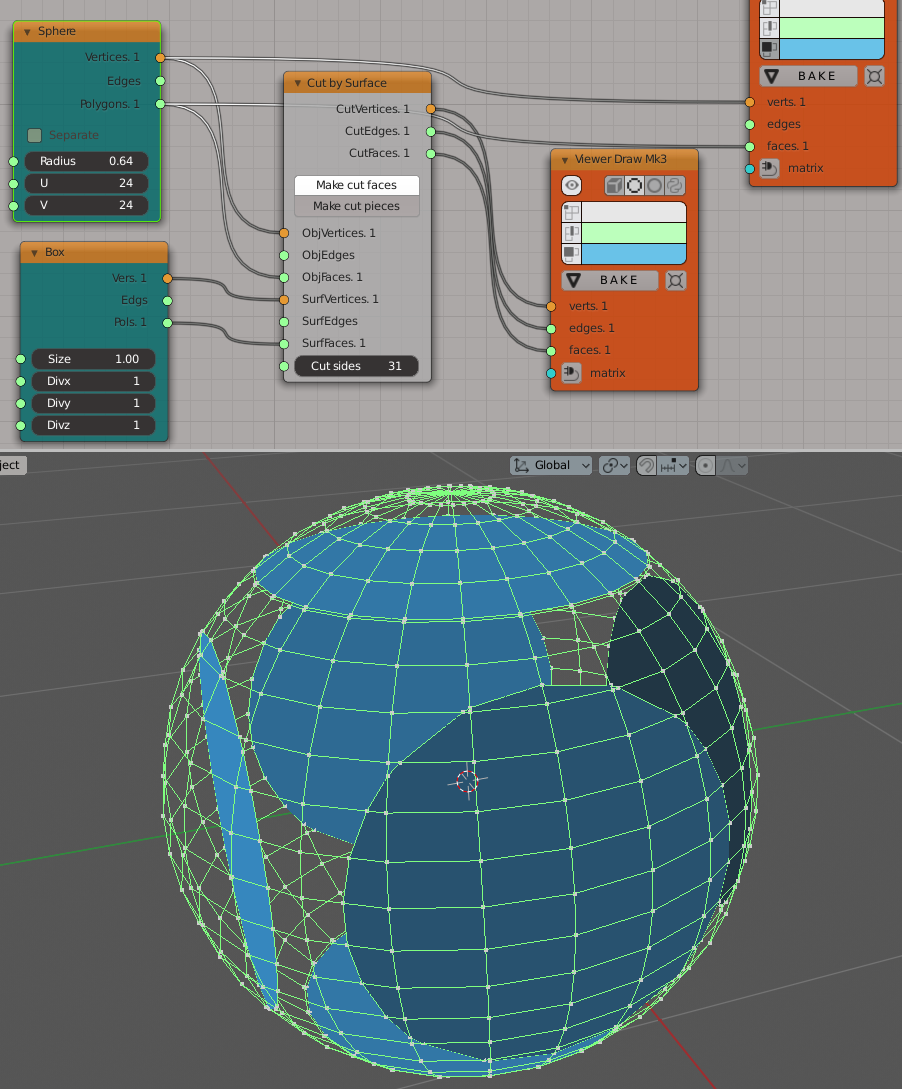 Sphere
Vertices. 1
Edges
Polygons. 1
Separate
Radius 0.64
U 24
V 24
Box
Vers. 1
Edgs
Pols. 1
Size 1.00
Divx 1
Divy 1
Divz 1
Cut by Surface
CutVertices. 1
CutEdges. 1
CutFaces. 1
Make cut faces
Make cut pieces
ObjVertices. 1
ObjEdges
ObjFaces. 1
SurfVertices. 1
SurfEdges
SurfFaces. 1
Cut sides 31
Viewer Draw Mk3
BAKE
verts. 1
edges. 1
faces. 1
matrix
BAKE
verts. 1
edges
faces. 1
matrix
ject
Global